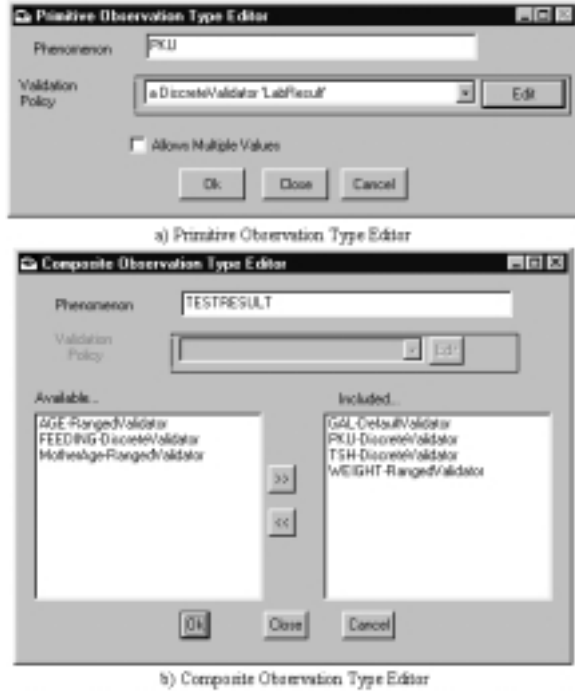 Primitive Observation Type Editor
Phenomenon
PKU
Validation
Policy
a DiscreteValidator 'LabResult'
Edit
Allows Multiple Values
Ok
Close
Cancel
a) Primitive Observation Type Editor
Composite Observation Type Editor
Phenomenon
TESTRESULT
Validation
Policy
Edit
Available...
Included...
AGE-RangedValidator
FEEDING-DiscreteValidator
MotherAge-RangedValidator
>>
<<
GAL-DefaultValidator
PKU-DiscreteValidator
TSH-DiscreteValidator
WEIGHT-RangedValidator
Ok
Close
Cancel
b) Composite Observation Type Editor